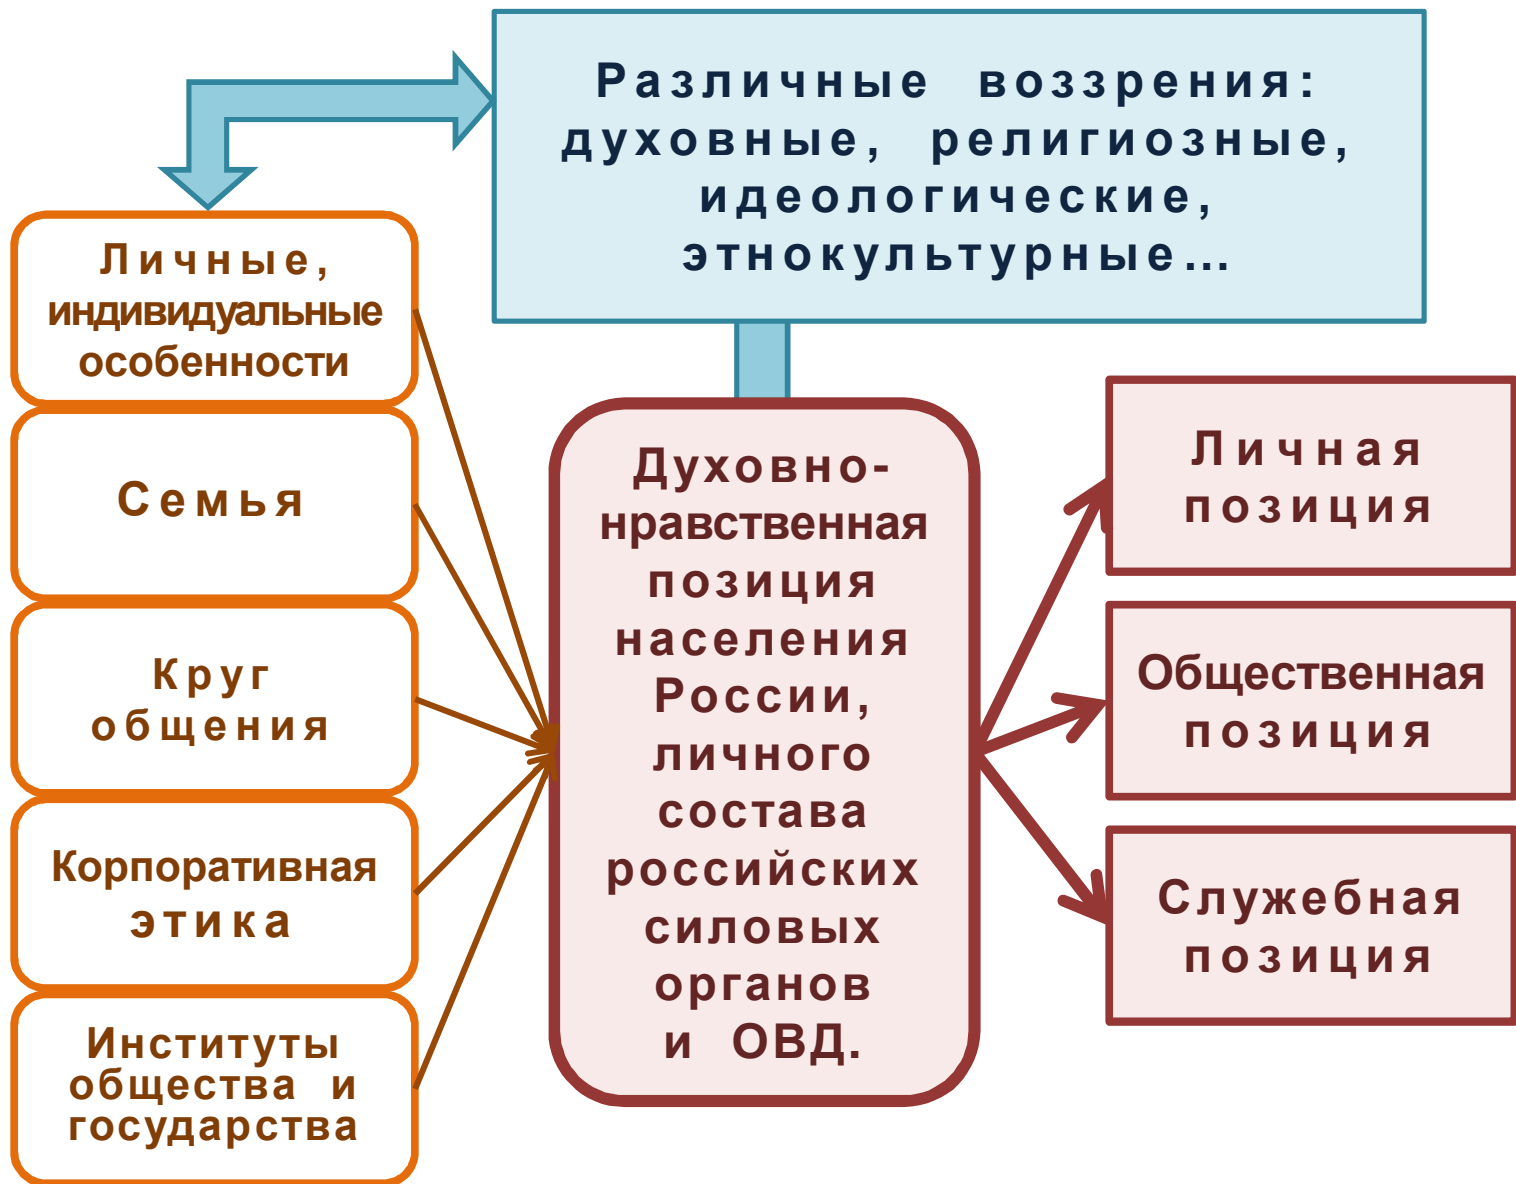 Различные воззрения:
духовные, религиозные,
идеологические,
этнокультурные...
Личные,
индивидуальные
особенности
Семья
Круг
общения
Корпоративная
этика
Институты
общества и
государства
Духовно-
нравственная
позиция
населения
России,
личного
состава
российских
силовых
органов
и ОВД.
Личная
позиция
Общественная
позиция
Служебная
позиция